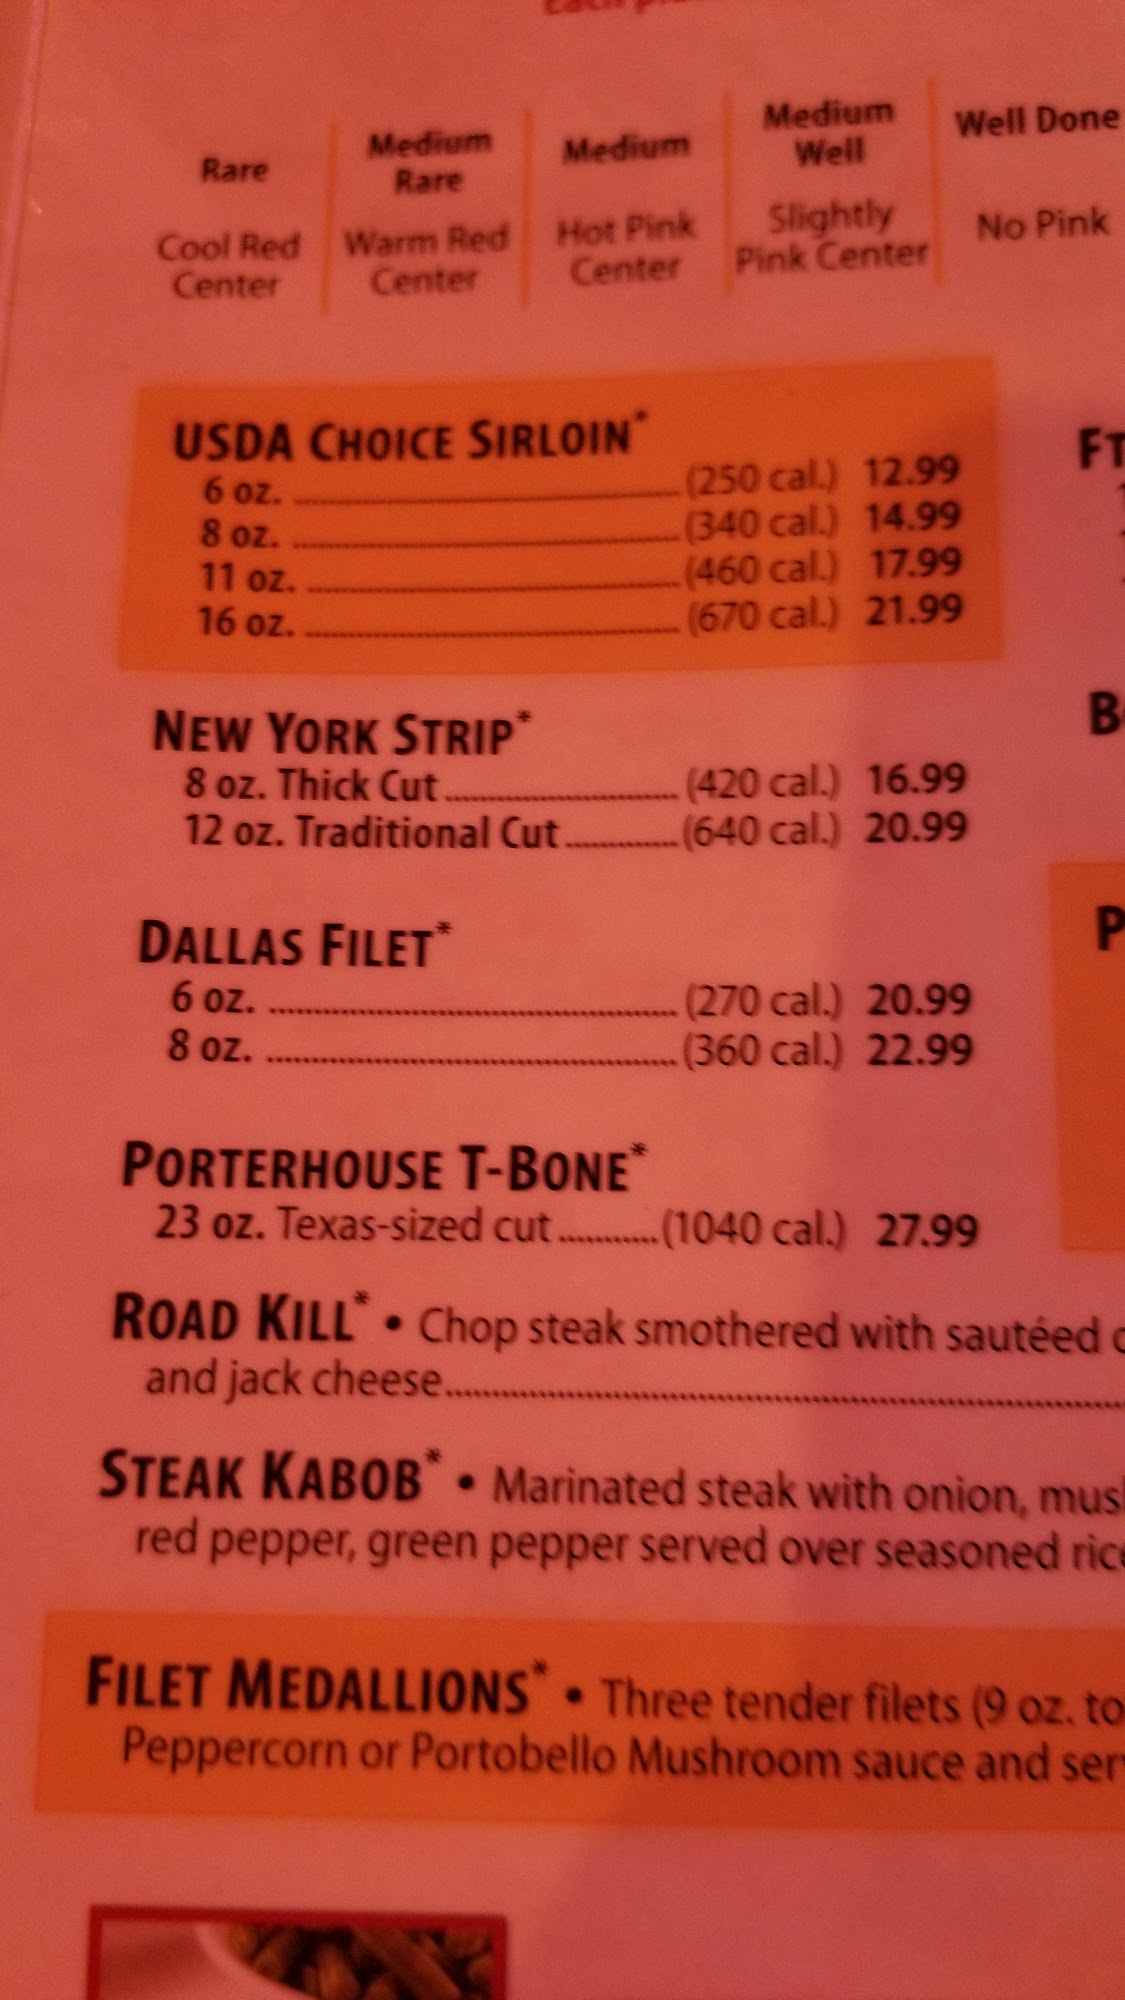 Rare
Cool Red
Center
Medium
Rare
Warm Red
Center
Medium
Hot Pink
Center
Medium
Well
Slightly
Pink Center
Well Done
No Pink
USDA CHOICE SIRLOIN*
6 oz. (250 cal.) 12.99
8 oz. (340 cal.) 14.99
11 oz. (460 cal.) 17.99
16 oz. (670 cal.) 21.99
NEW YORK STRIP*
8 oz. Thick Cut (420 cal.) 16.99
12 oz. Traditional Cut (640 cal.) 20.99
DALLAS FILET*
6 oz. (270 cal.) 20.99
8 oz. (360 cal.) 22.99
PORTERHOUSE T-BONE*
23 oz. Texas-sized cut (1040 cal.) 27.99
ROAD KILL* • Chop steak smothered with sautéed
and jack cheese
STEAK KABOB* • Marinated steak with onion,
red pepper, green pepper served over seasoned
FILET MEDALLIONS* • Three tender filets (9 oz.
Peppercorn or Portobello Mushroom sauce and